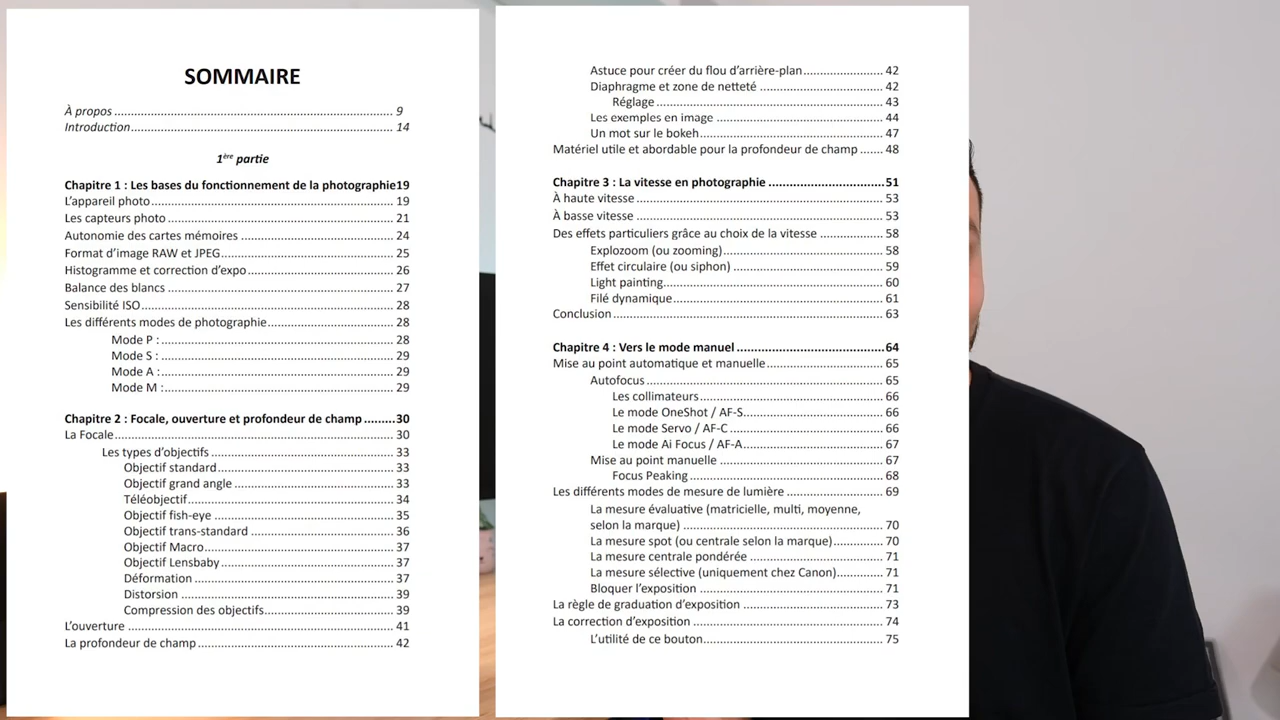 SOMMAIRE
À propos ........ 9
Introduction ........ 14
1ère partie
Chapitre 1 : Les bases du fonctionnement de la photographie19
L'appareil photo ........ 19
Les capteurs photo ........ 21
Autonomie des cartes mémoires ........ 24
Format d'image RAW et JPEG ........ 25
Histogramme et correction d'expo ........ 26
Balance des blancs ........ 27
Sensibilité ISO ........ 28
Les différents modes de photographie ........ 28
Mode P : ........ 28
Mode S : ........ 29
Mode A : ........ 29
Mode M : ........ 29
Chapitre 2 : Focale, ouverture et profondeur de champ ........ 30
La Focale ........ 30
Les types d'objectifs ........ 33
Objectif standard ........ 33
Objectif grand angle ........ 33
Téléobjectif ........ 34
Objectif fish-eye ........ 35
Objectif trans-standard ........ 36
Objectif Macro ........ 37
Objectif Lensbaby ........ 37
Déformation ........ 37
Distorsion ........ 39
Compression des objectifs ........ 39
L'ouverture ........ 41
La profondeur de champ ........ 42
Astuce pour créer du flou d'arrière-plan ........ 42
Diaphragme et zone de netteté ........ 42
Réglage ........ 43
Les exemples en image ........ 44
Un mot sur le bokeh ........ 47
Matériel utile et abordable pour la profondeur de champ ....... 48
Chapitre 3 : La vitesse en photographie ........ 51
À haute vitesse ........ 53
À basse vitesse ........ 53
Des effets particuliers grâce au choix de la vitesse ........ 58
Explozoom (ou zooming) ........ 58
Effet circulaire (ou siphon) ........ 59
Light painting ........ 60
Filé dynamique ........ 61
Conclusion ........ 63
Chapitre 4 : Vers le mode manuel ........ 64
Mise au point automatique et manuelle ........ 65
Autofocus ........ 65
Les collimateurs ........ 66
Le mode OneShot / AF-S ........ 66
Le mode Servo / AF-C ........ 66
Le mode Ai Focus / AF-A ........ 67
Mise au point manuelle ........ 67
Focus Peaking ........ 68
Les différents modes de mesure de lumière ........ 69
La mesure évaluative (matricielle, multi, moyenne,
selon la marque) ........ 70
La mesure spot (ou centrale selon la marque) ........ 70
La mesure centrale pondérée ........ 71
La mesure sélective (uniquement chez Canon) ........ 71
Bloquer l'exposition ........ 71
La règle de graduation d'exposition ........ 73
La correction d'exposition ........ 74
L'utilité de ce bouton ........ 75